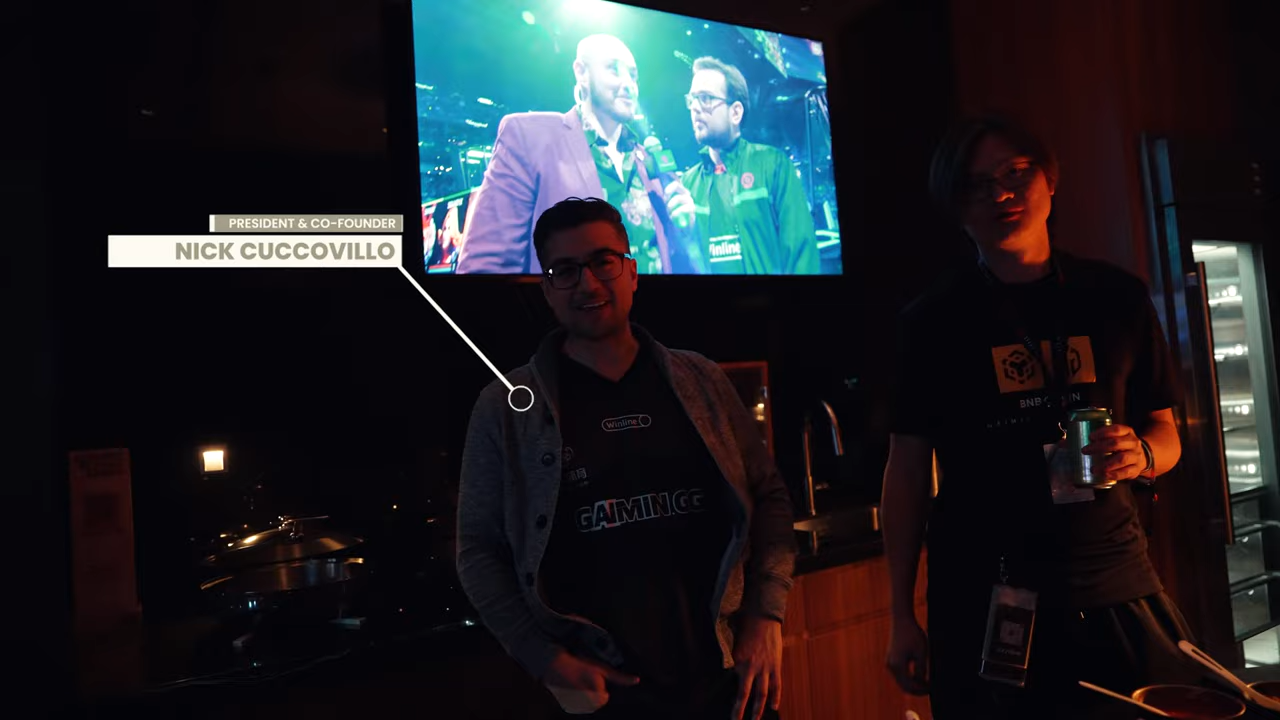 PRESIDENT & CO-FOUNDER
NICK CUCCOVILLO
Winline
Winline
GAIMIN GG